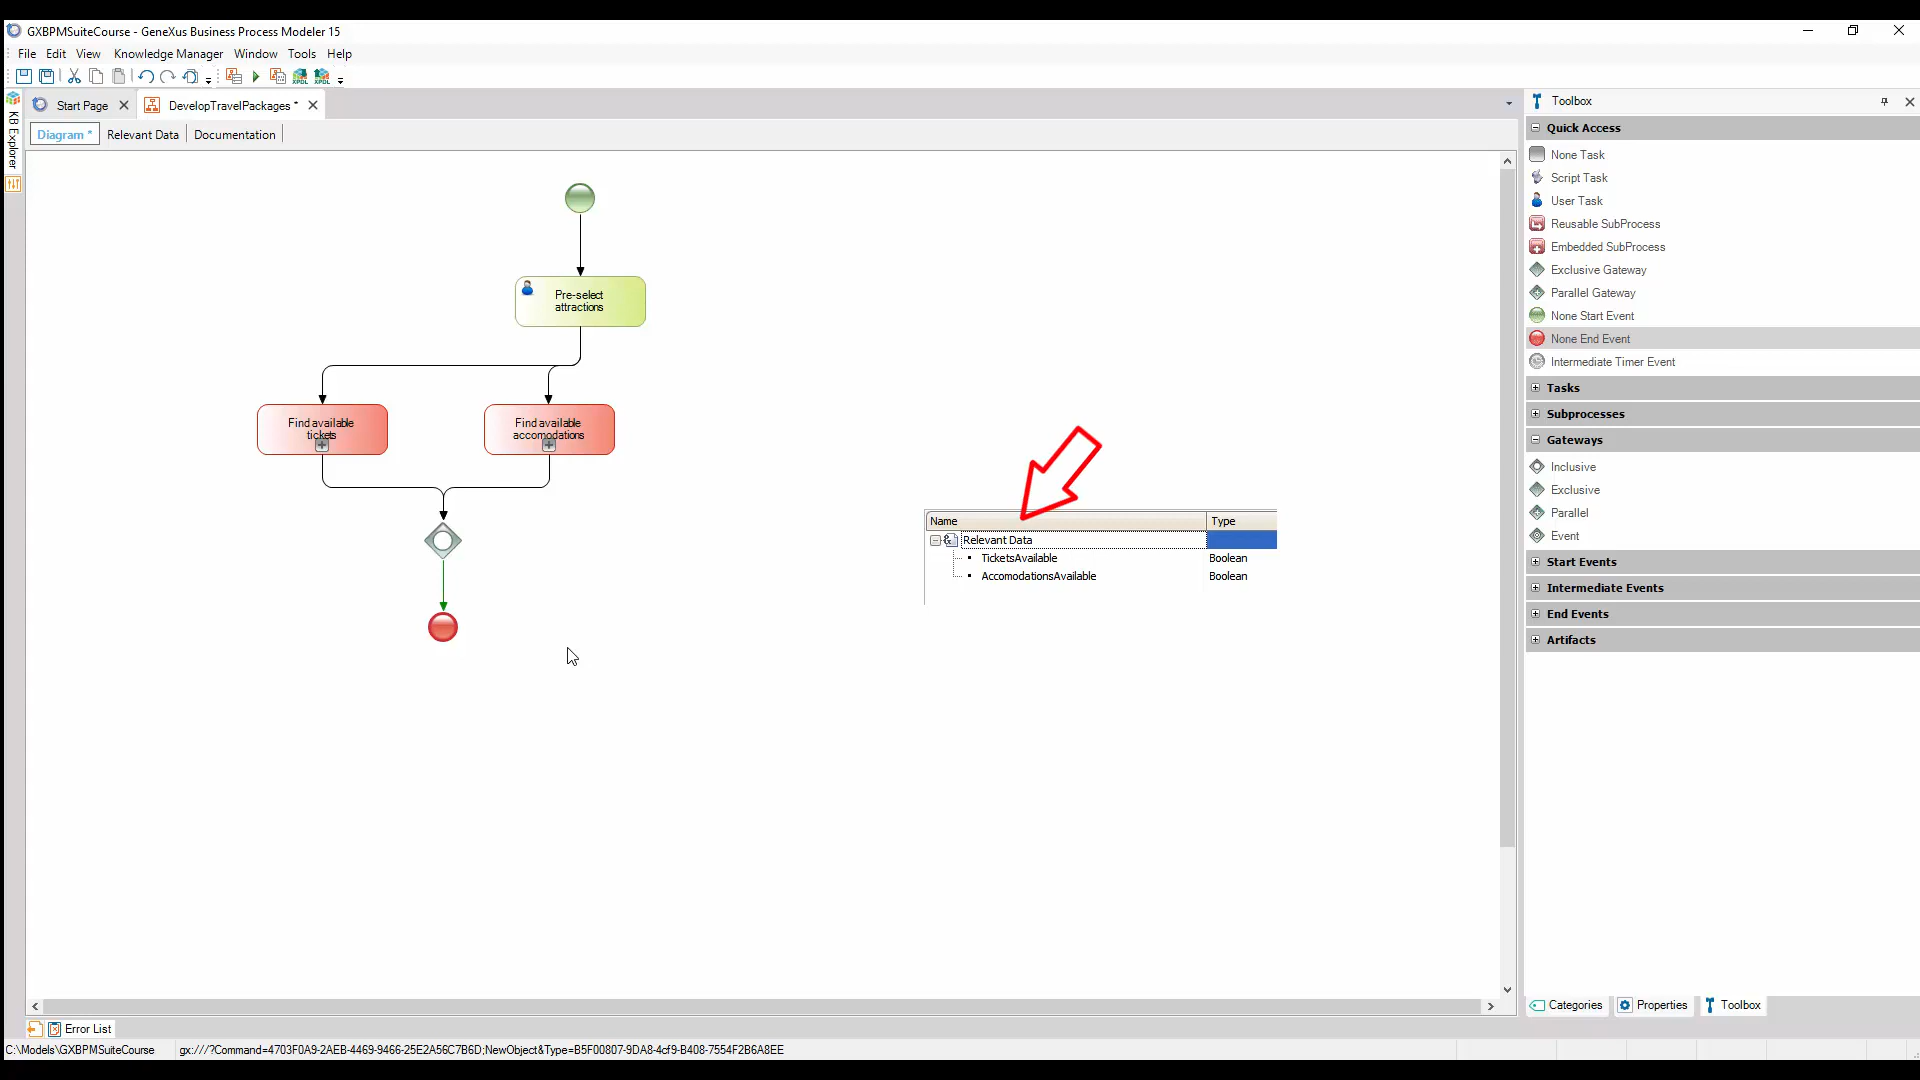 GXBPMSuiteCourse - GeneXus Business Process Modeler 15
File Edit View Knowledge Manager Window Tools Help
Start Page
DevelopTravelPackages *
Diagram * Relevant Data Documentation
KB Explorer
Pre-select
attractions
Find available
tickets
Find available
accomodations
Name Type
Relevant Data
TicketsAvailable Boolean
AccomodationsAvailable Boolean
Toolbox
Quick Access
None Task
Script Task
User Task
Reusable SubProcess
Embedded SubProcess
Exclusive Gateway
Parallel Gateway
None Start Event
None End Event
Intermediate Timer Event
Tasks
Subprocesses
Gateways
Inclusive
Exclusive
Parallel
Event
Start Events
Intermediate Events
End Events
Artifacts
Categories Properties Toolbox
Error List
C:\Models\GXBPMSuiteCourse gx:///?Command=4703F0A9-2AEB-4469-9466-25E2A56C7B6D;NewObject&Type=B5F00807-9DA8-4cf9-B408-7554F2B6A8EE